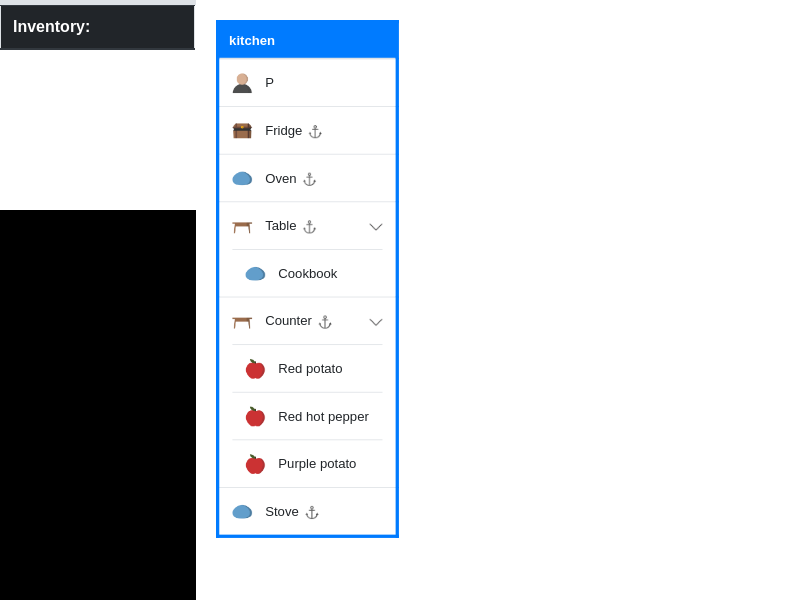 Inventory:
kitchen
P
Fridge
Oven
Table
Cookbook
Counter
Red potato
Red hot pepper
Purple potato
Stove